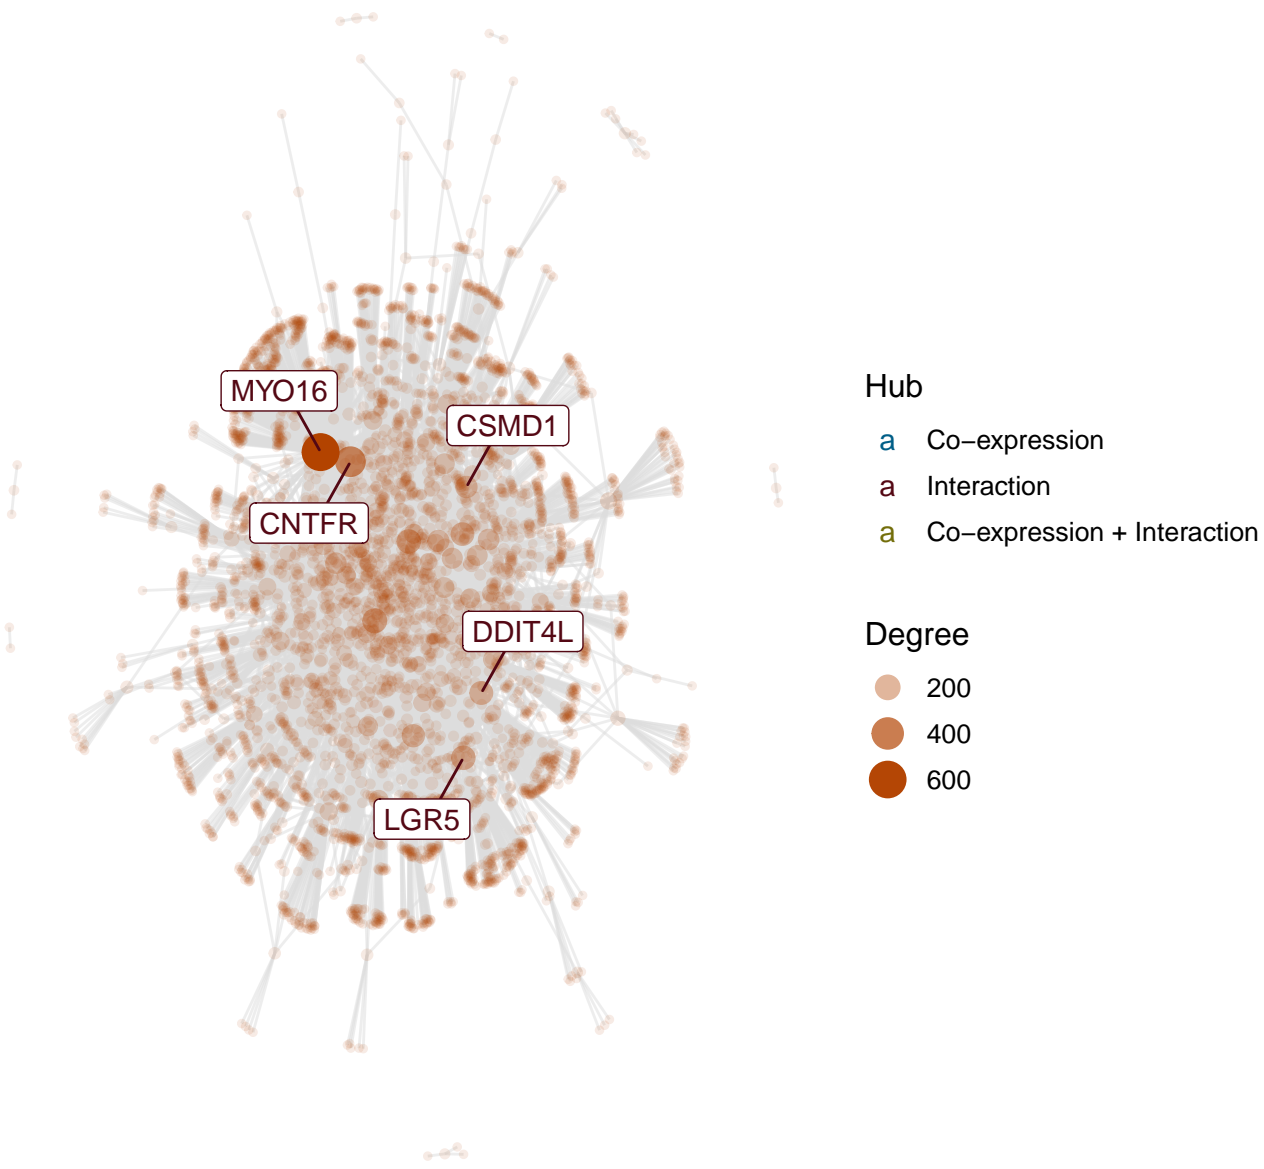 MYO16
CSMD1
CNTFR
DDIT4L
LGR5
Hub
a Co−expression
a Interaction
a Co−expression + Interaction
Degree
200
400
600